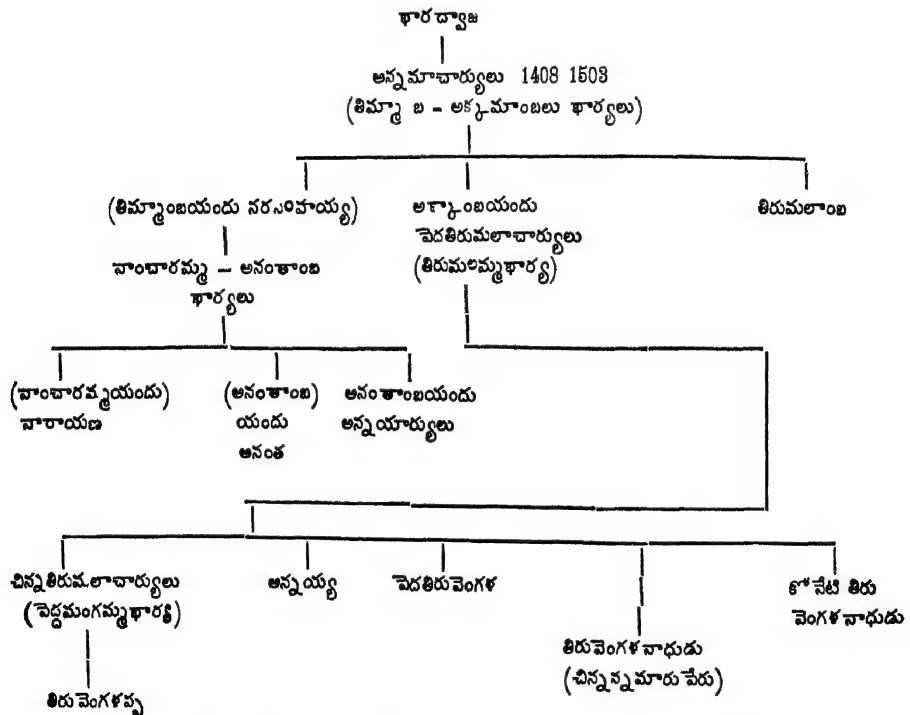 భారద్వాజ
అన్నమాచార్యులు 1408 1503
(తిమ్మా బ - అక్కమాంబలు భార్యలు)
(తిమ్మాంబయందు నరసింహయ్య)
అక్కాంబయందు
పెదతిరుమలాచార్యులు
(తిరుమలమ్మభార్య)
తిరుమలాంబ
నాంచారమ్మ - అనంతాంబ
భార్యలు
(నాంచారమ్మయందు)
నారాయణ
(అనంతాంబ)
యందు
అనంత
అనంతాంబయందు
అన్నయార్యులు
చిన్నతిరుమలాచార్యులు
(పెద్దమంగమ్మభార్య)
అన్నయ్య
పెదతిరువెంగళ
తిరువెంగళనాధుడు
(చిన్నన్నమారుపేరు)
కోనేటి తిరు
వెంగళనాధుడు
తిరువెంగళప్ప